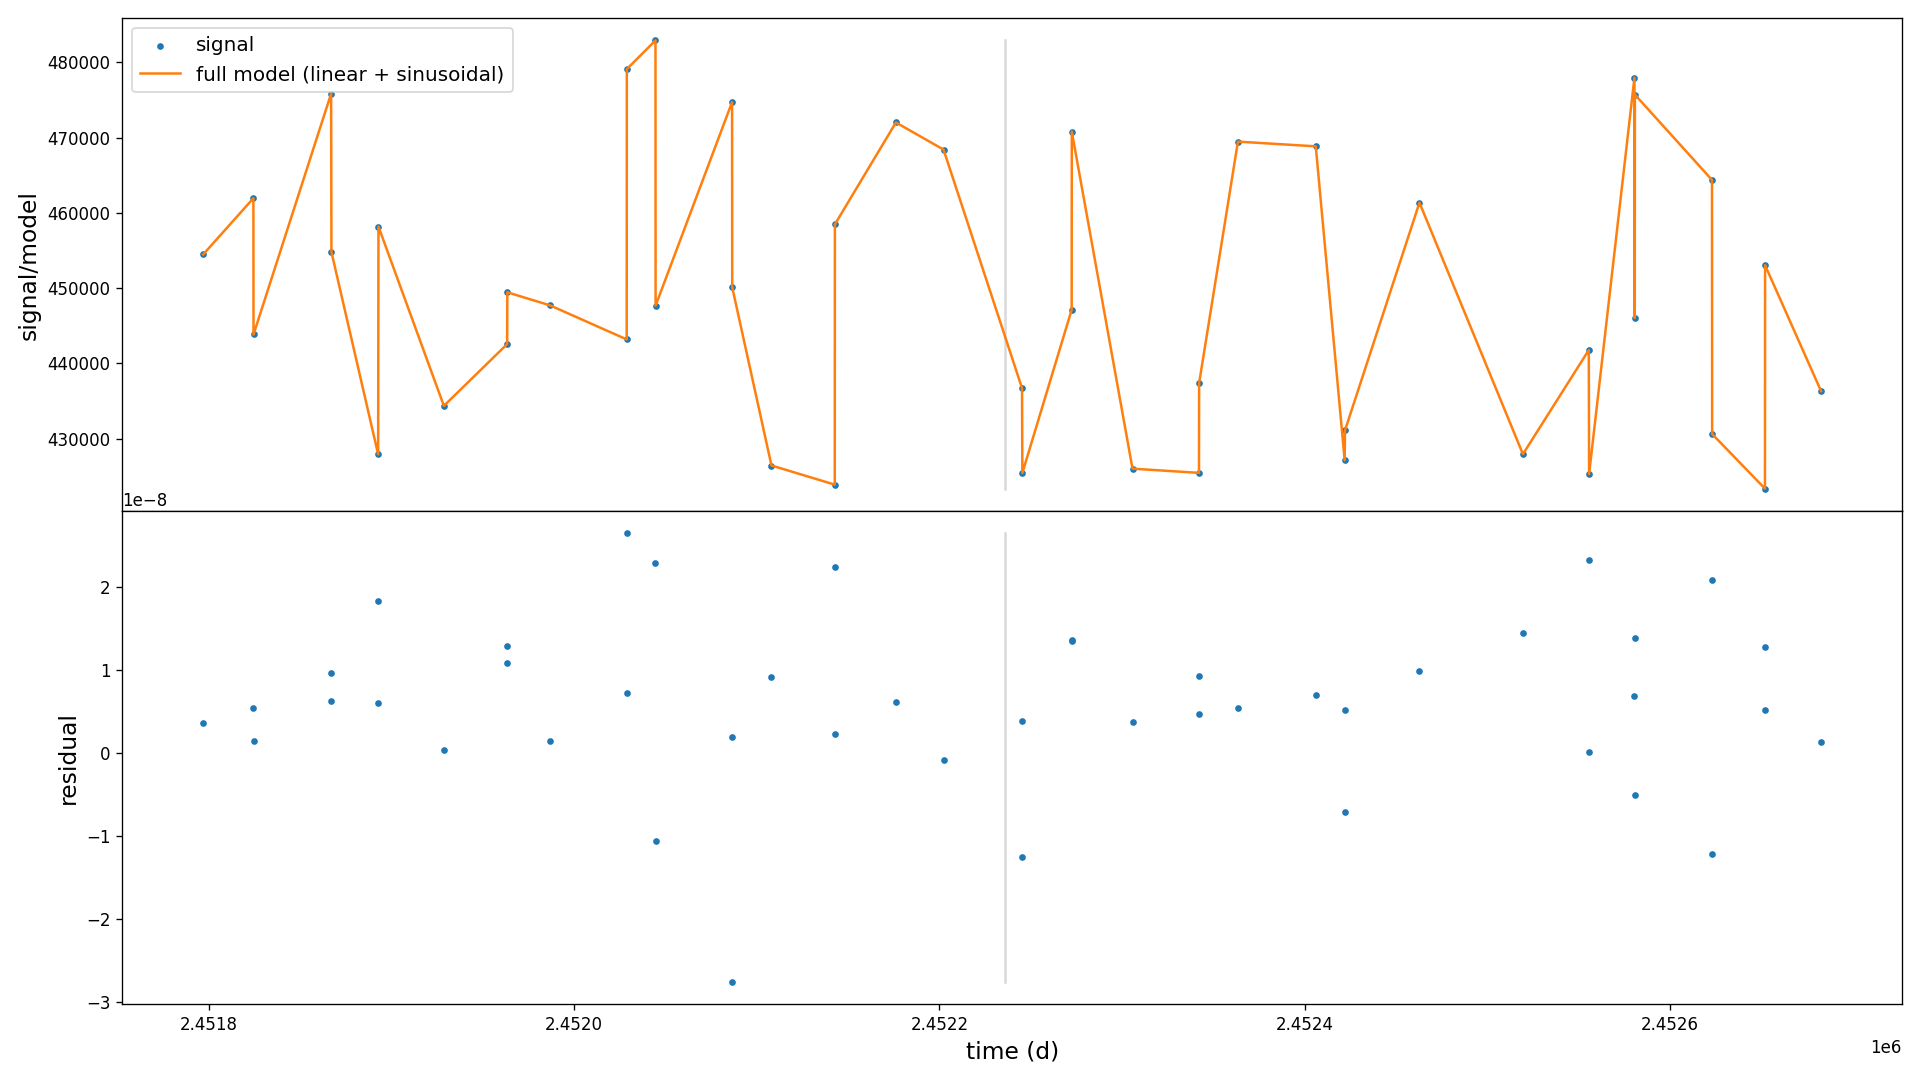 signal
full model (linear + sinusoidal)
480000
470000
460000
450000
440000
430000
signal/model
1e−8
2
1
0
−1
−2
−3
residual
2.4518
2.4520
2.4522
2.4524
2.4526
1e6
time (d)